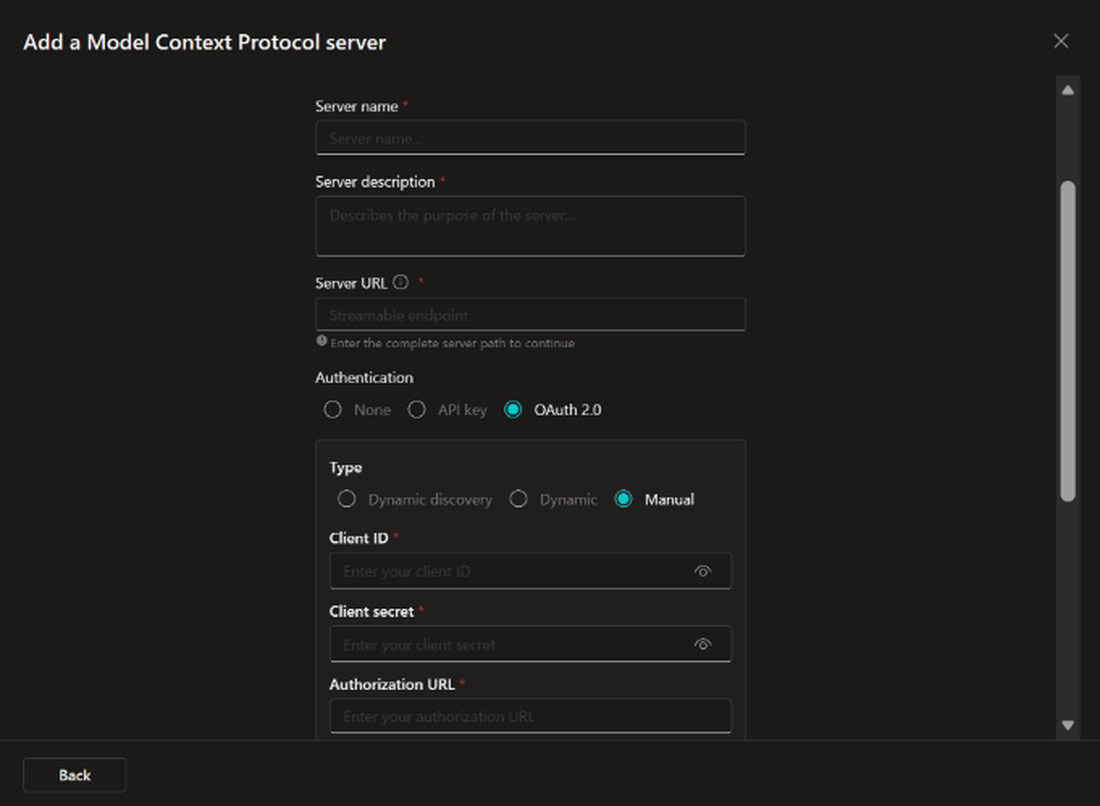 Add a Model Context Protocol server
Server name *
Server name...
Server description *
Describes the purpose of the server...
Server URL *
Streamable endpoint
Enter the complete server path to continue
Authentication
None API key OAuth 2.0
Type
Dynamic discovery Dynamic Manual
Client ID *
Enter your client ID
Client secret *
Enter your client secret
Authorization URL *
Enter your authorization URL
Back